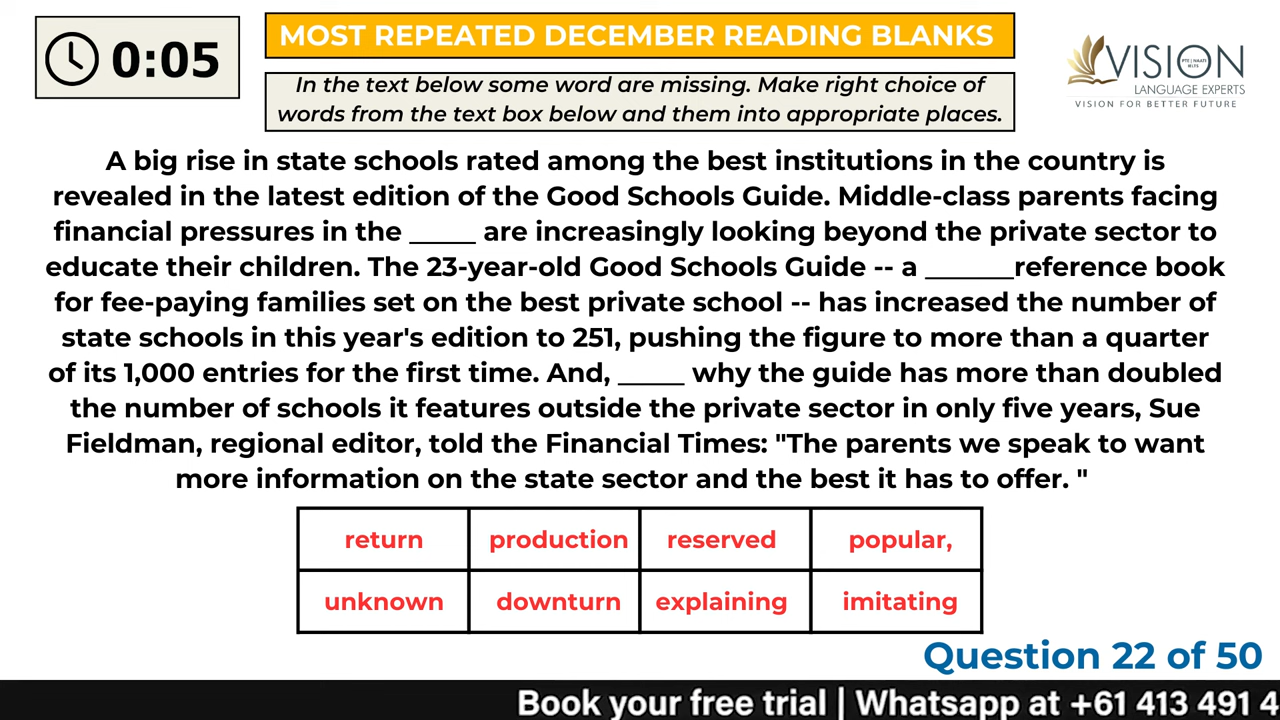 0:05
MOST REPEATED DECEMBER READING BLANKS
In the text below some word are missing. Make right choice of
words from the text box below and them into appropriate places.
VISION
PTE | NAATI
IELTS
LANGUAGE EXPERTS
VISION FOR BETTER FUTURE
A big rise in state schools rated among the best institutions in the country is
revealed in the latest edition of the Good Schools Guide. Middle-class parents facing
financial pressures in the _____ are increasingly looking beyond the private sector to
educate their children. The 23-year-old Good Schools Guide -- a ______reference book
for fee-paying families set on the best private school -- has increased the number of
state schools in this year's edition to 251, pushing the figure to more than a quarter
of its 1,000 entries for the first time. And, _____ why the guide has more than doubled
the number of schools it features outside the private sector in only five years, Sue
Fieldman, regional editor, told the Financial Times: "The parents we speak to want
more information on the state sector and the best it has to offer. "
return production reserved popular,
unknown downturn explaining imitating
Question 22 of 50
Book your free trial | Whatsapp at +61 413 491 4